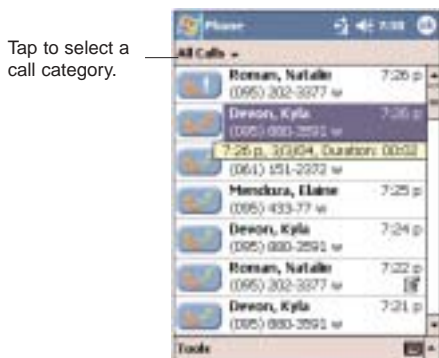 Tap to select a
call category.
Phone 7:38 ok
All Calls
Roman, Natalie 7:26 p
(095) 202-3377 w
Devon, Kyla 7:26 p
(095) 880-3591 w
7:26 p, 3/3/04, Duration: 00:02
(061) 151-2372 w
Mendoza, Elaine 7:25 p
(095) 433-77 w
Devon, Kyla 7:24 p
(095) 880-3591 w
Roman, Natalie 7:22 p
(095) 202-3377 w
Devon, Kyla 7:21 p
(095) 880-3591 w
Tools